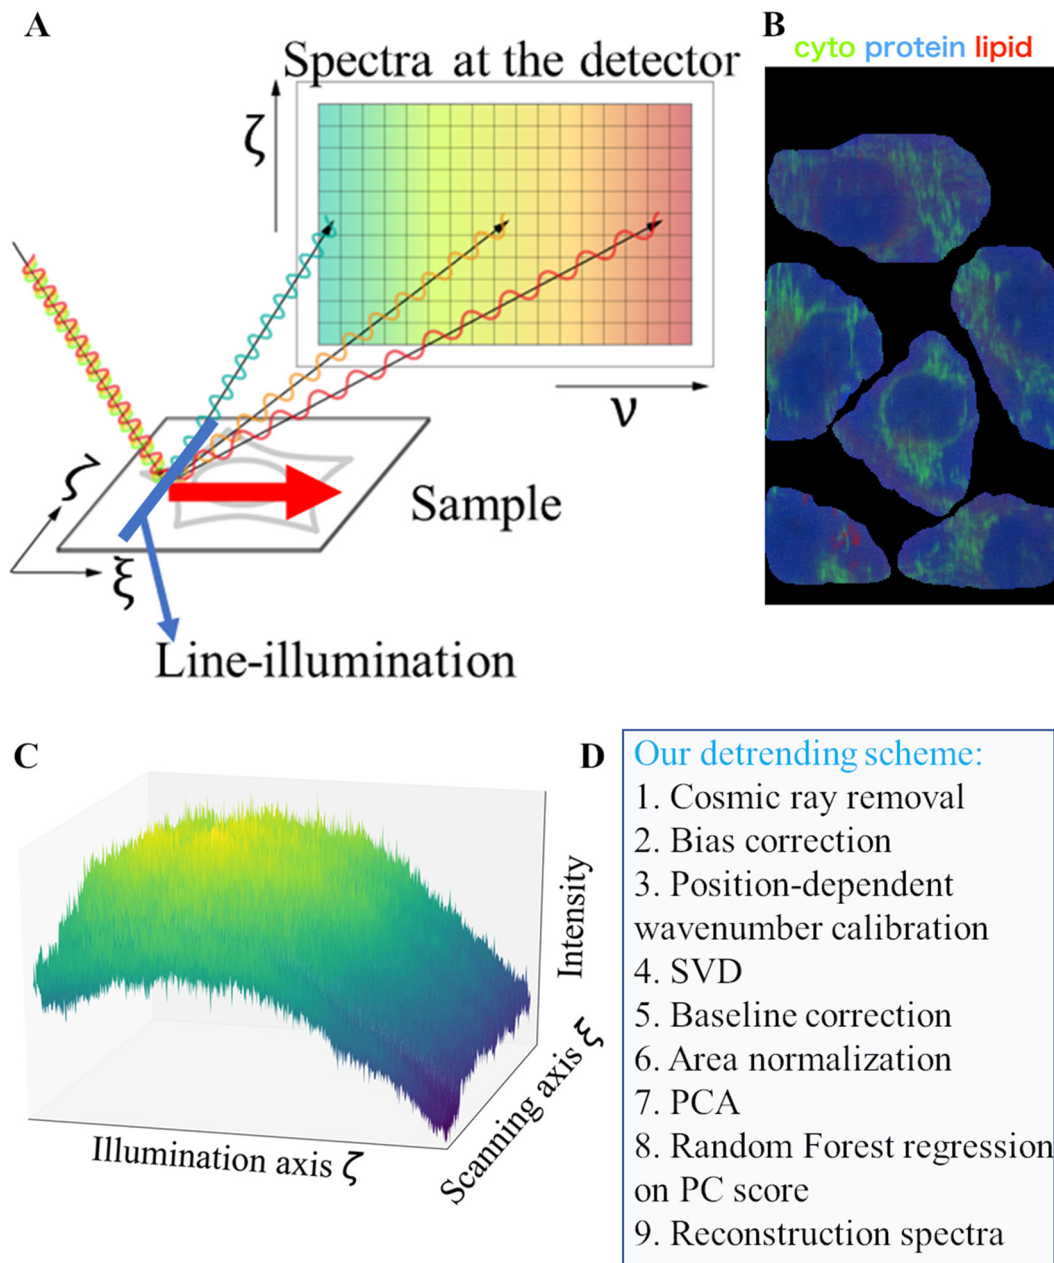 A
Spectra at the detector
ζ
ν
ζ
ξ
Sample
Line-illumination
B
cyto protein lipid
C
Intensity
Scanning axis ξ
Illumination axis ζ
D
Our detrending scheme:
1. Cosmic ray removal
2. Bias correction
3. Position-dependent
wavenumber calibration
4. SVD
5. Baseline correction
6. Area normalization
7. PCA
8. Random Forest regression
on PC score
9. Reconstruction spectra